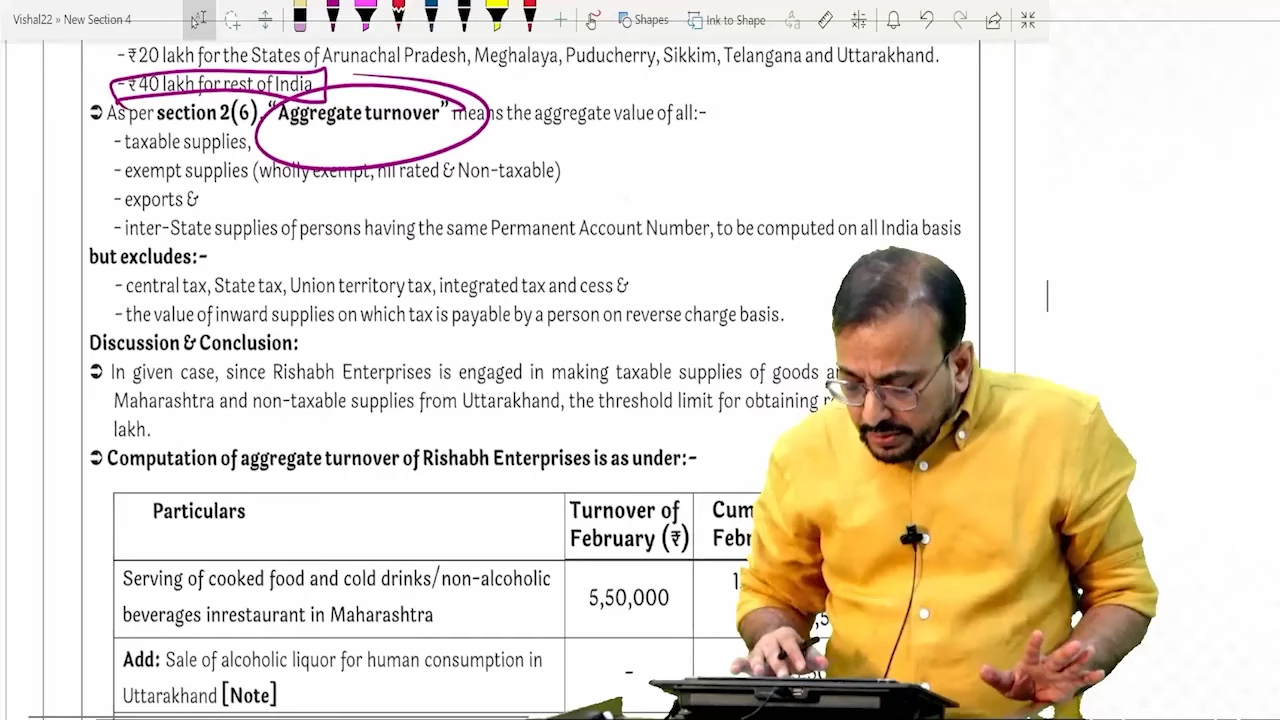 Vishal22 » New Section 4
Shapes
Ink to Shape
- ₹20 lakh for the States of Arunachal Pradesh, Meghalaya, Puducherry, Sikkim, Telangana and Uttarakhand.
- ₹40 lakh for rest of India
➲ As per section 2(6), “Aggregate turnover” means the aggregate value of all:-
- taxable supplies,
- exempt supplies (wholly exempt, nil rated & Non-taxable)
- exports &
- inter-State supplies of persons having the same Permanent Account Number, to be computed on all India basis
but excludes:-
- central tax, State tax, Union territory tax, integrated tax and cess &
- the value of inward supplies on which tax is payable by a person on reverse charge basis.
Discussion & Conclusion:
➲ In given case, since Rishabh Enterprises is engaged in making taxable supplies of goods
Maharashtra and non-taxable supplies from Uttarakhand, the threshold limit for obtaining
lakh.
➲ Computation of aggregate turnover of Rishabh Enterprises is as under:-
Particulars
Turnover of
February (₹)
Serving of cooked food and cold drinks/non-alcoholic
beverages inrestaurant in Maharashtra
5,50,000
Add: Sale of alcoholic liquor for human consumption in
Uttarakhand [Note]
-